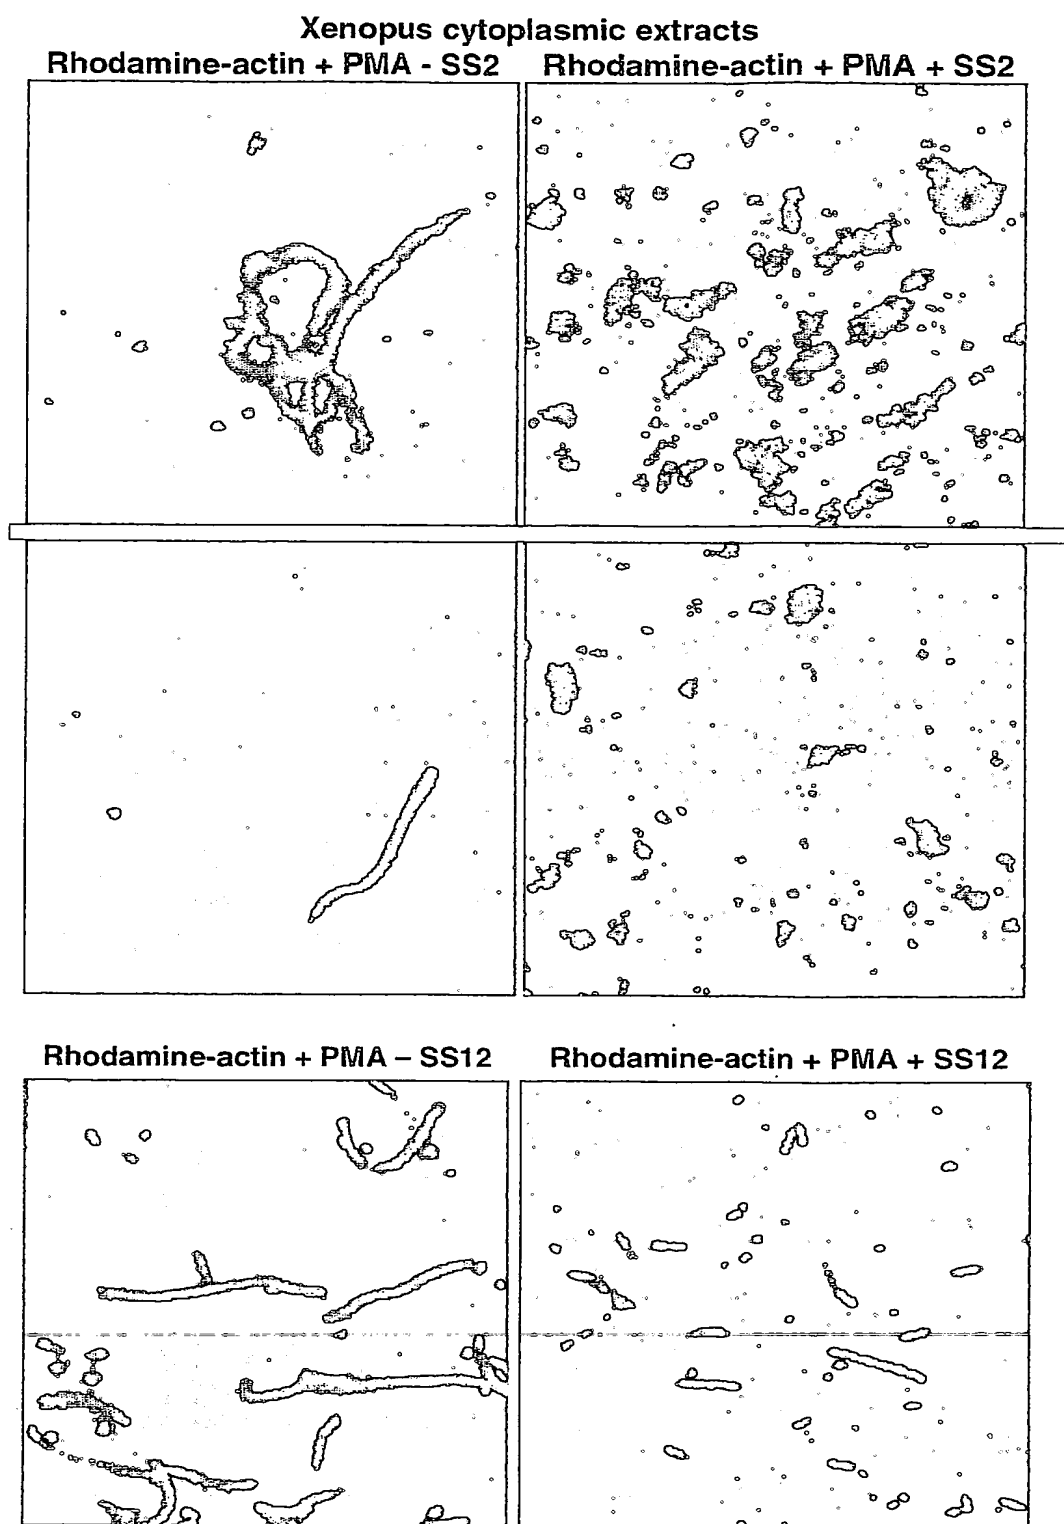 Xenopus cytoplasmic extracts
Rhodamine-actin + PMA - SS2
Rhodamine-actin + PMA + SS2
Rhodamine-actin + PMA – SS12
Rhodamine-actin + PMA + SS12